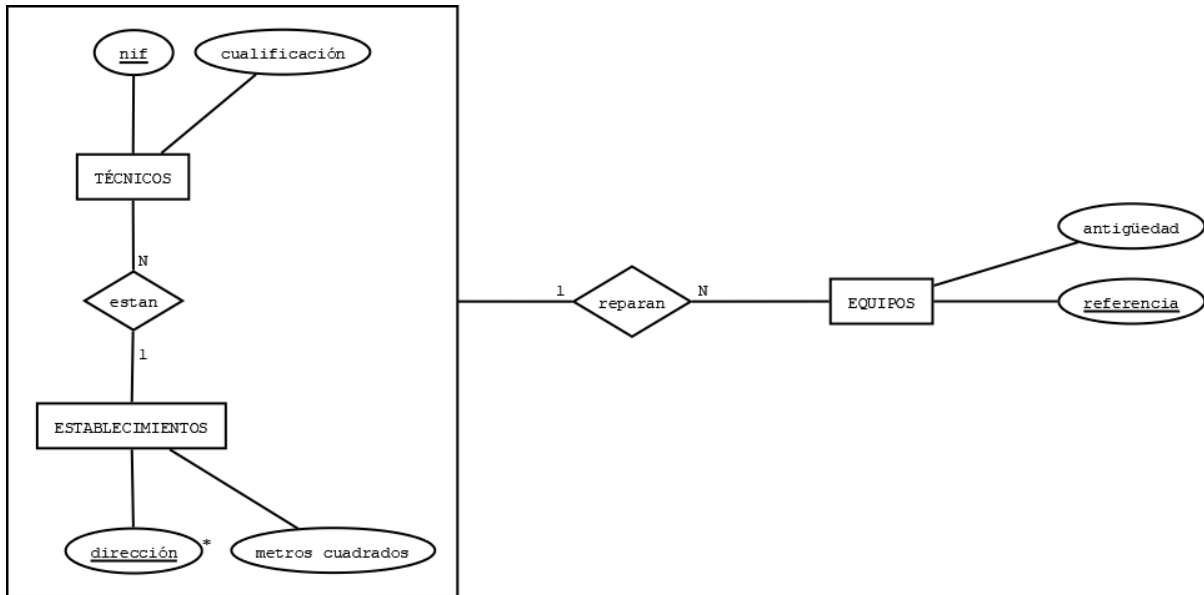 nif
cualificación
TÉCNICOS
N
estan
1
ESTABLECIMIENTOS
dirección*
metros cuadrados
1
reparan
N
EQUIPOS
antigüedad
referencia